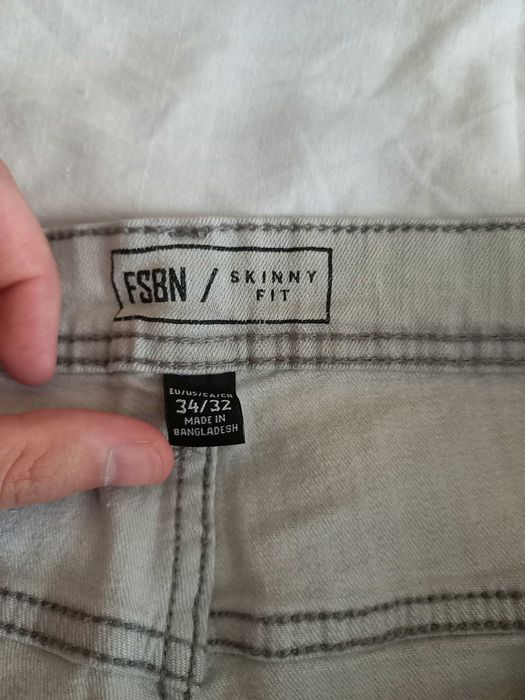 FSBN / SKINNY
FIT
EU/US/CA/CN
34/32
MADE IN
BANGLADESH